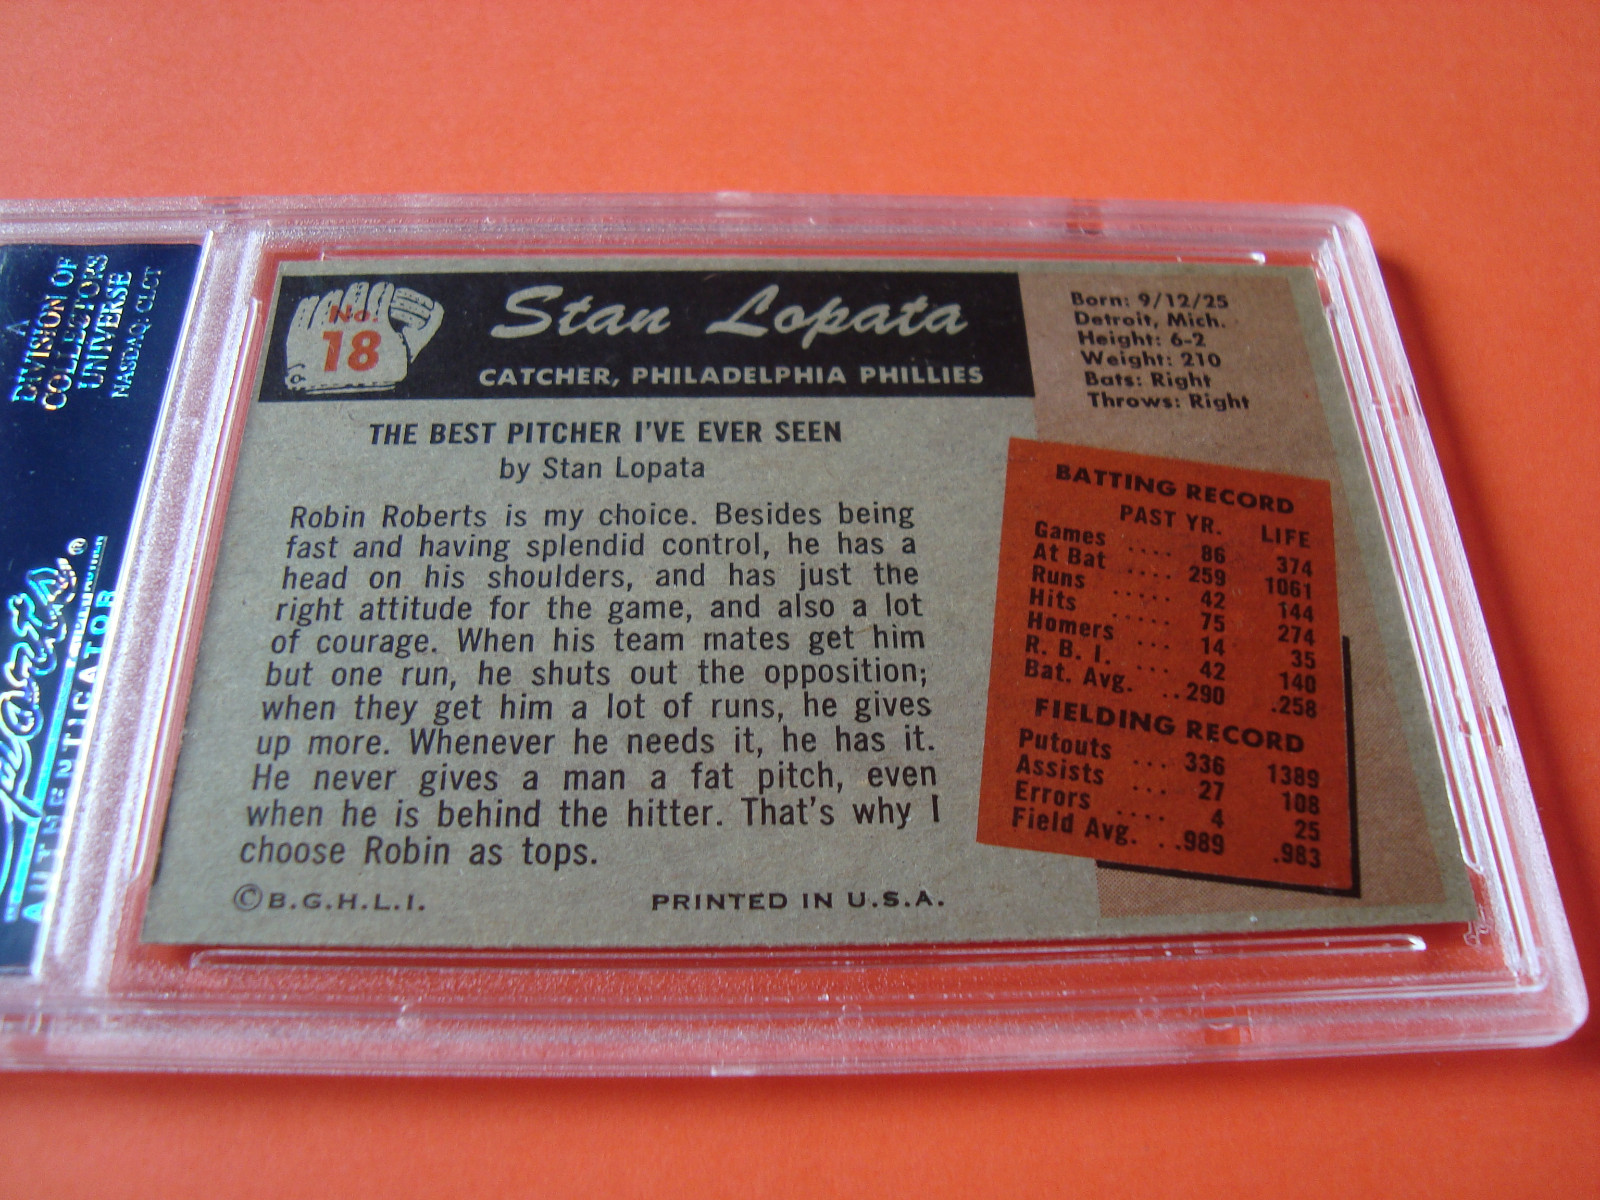 A
DIVISION OF
COLLECTORS
UNIVERSE
NASDAQ: CLCT
®
AUTHENTICATOR
No.
18
Stan Lopata
CATCHER, PHILADELPHIA PHILLIES
THE BEST PITCHER I'VE EVER SEEN
by Stan Lopata
Robin Roberts is my choice. Besides being
fast and having splendid control, he has a
head on his shoulders, and has just the
right attitude for the game, and also a lot
of courage. When his team mates get him
but one run, he shuts out the opposition;
when they get him a lot of runs, he gives
up more. Whenever he needs it, he has it.
He never gives a man a fat pitch, even
when he is behind the hitter. That's why I
choose Robin as tops.
©B.G.H.L.I. PRINTED IN U.S.A.
Born: 9/12/25
Detroit, Mich.
Height: 6-2
Weight: 210
Bats: Right
Throws: Right
BATTING RECORD
PAST YR. LIFE
Games .... 86 374
At Bat .... 259 1061
Runs ..... 42 144
Hits ..... 75 274
Homers ... 14 35
R. B. I. ... 42 140
Bat. Avg. ...290 .258
FIELDING RECORD
Putouts ... 336 1389
Assists ... 27 108
Errors .... 4 25
Field Avg. . .989 .983